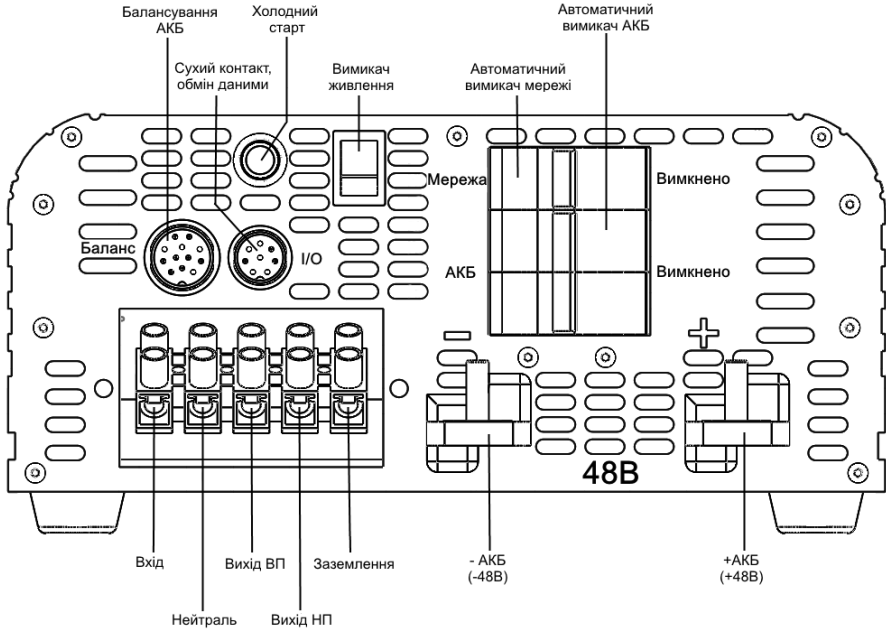 Балансування
АКБ
Холодний
старт
Автоматичний
вимикач АКБ
Сухий контакт,
обмін даними
Вимикач
живлення
Автоматичний
вимикач мережі
Мережа
Вимкнено
Баланс
I/O
АКБ
Вимкнено
−
+
48В
Вхід
Вихід ВП
Заземлення
- АКБ
(-48В)
+АКБ
(+48В)
Нейтраль
Вихід НП